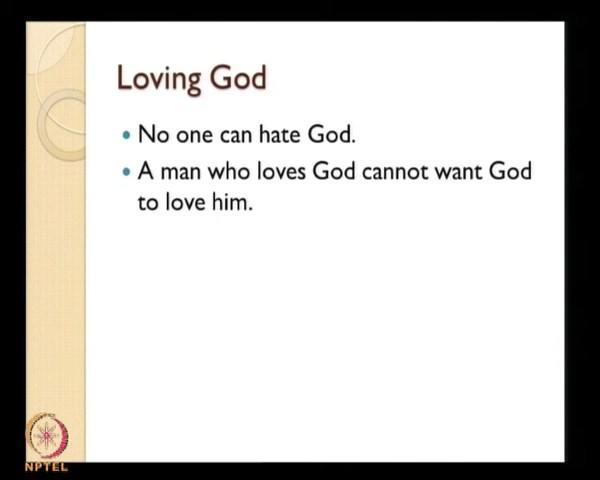 Loving God
• No one can hate God.
• A man who loves God cannot want God
to love him.
NPTEL